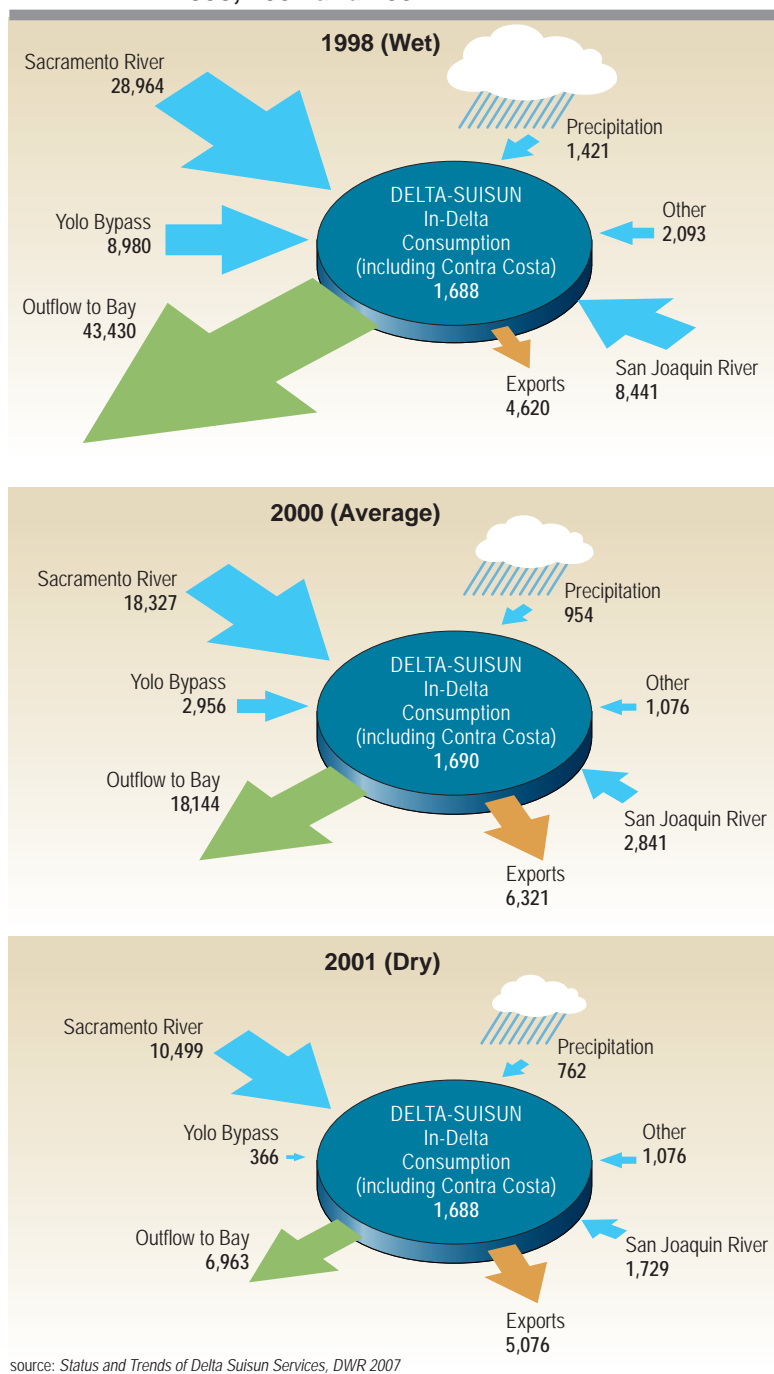 1998 (Wet)
Sacramento River
28,964
Precipitation
1,421
DELTA-SUISUN
In-Delta
Consumption
(including Contra Costa)
1,688
Yolo Bypass
8,980
Other
2,093
Outflow to Bay
43,430
San Joaquin River
8,441
Exports
4,620
2000 (Average)
Sacramento River
18,327
Precipitation
954
DELTA-SUISUN
In-Delta
Consumption
(including Contra Costa)
1,690
Yolo Bypass
2,956
Other
1,076
Outflow to Bay
18,144
San Joaquin River
2,841
Exports
6,321
2001 (Dry)
Sacramento River
10,499
Precipitation
762
DELTA-SUISUN
In-Delta
Consumption
(including Contra Costa)
1,688
Yolo Bypass
366
Other
1,076
Outflow to Bay
6,963
San Joaquin River
1,729
Exports
5,076
source: Status and Trends of Delta Suisun Services, DWR 2007